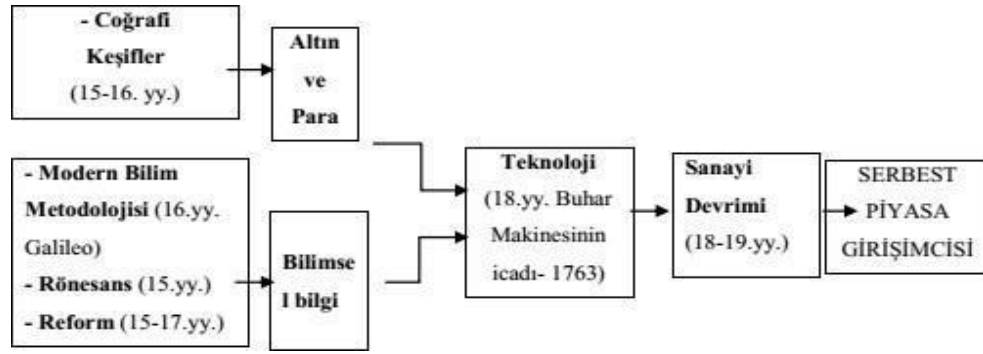 - Coğrafi
Keşifler
(15-16. yy.)
Altın
ve
Para
- Modern Bilim
Metodolojisi (16.yy.
Galileo)
- Rönesans (15.yy.)
- Reform (15-17.yy.)
Bilimse
l bilgi
Teknoloji
(18.yy. Buhar
Makinesinin
icadı- 1763)
Sanayi
Devrimi
(18-19.yy.)
SERBEST
PİYASA
GİRİŞİMCİSİ